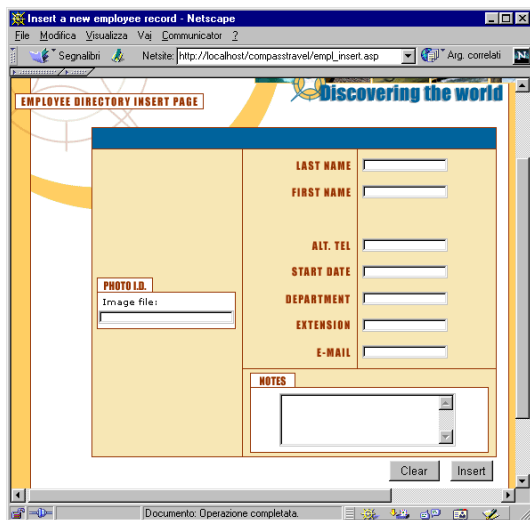 Insert a new employee record - Netscape
File Modifica Visualizza Vai Communicator ?
Segnalibri Netsite: http://localhost/compasstravel/empl_insert.asp Arg. correlati
Discovering the world
EMPLOYEE DIRECTORY INSERT PAGE
LAST NAME
FIRST NAME
ALT. TEL
START DATE
PHOTO I.D.
Image file:
DEPARTMENT
EXTENSION
E-MAIL
NOTES
Clear Insert
Documento: Operazione completata.